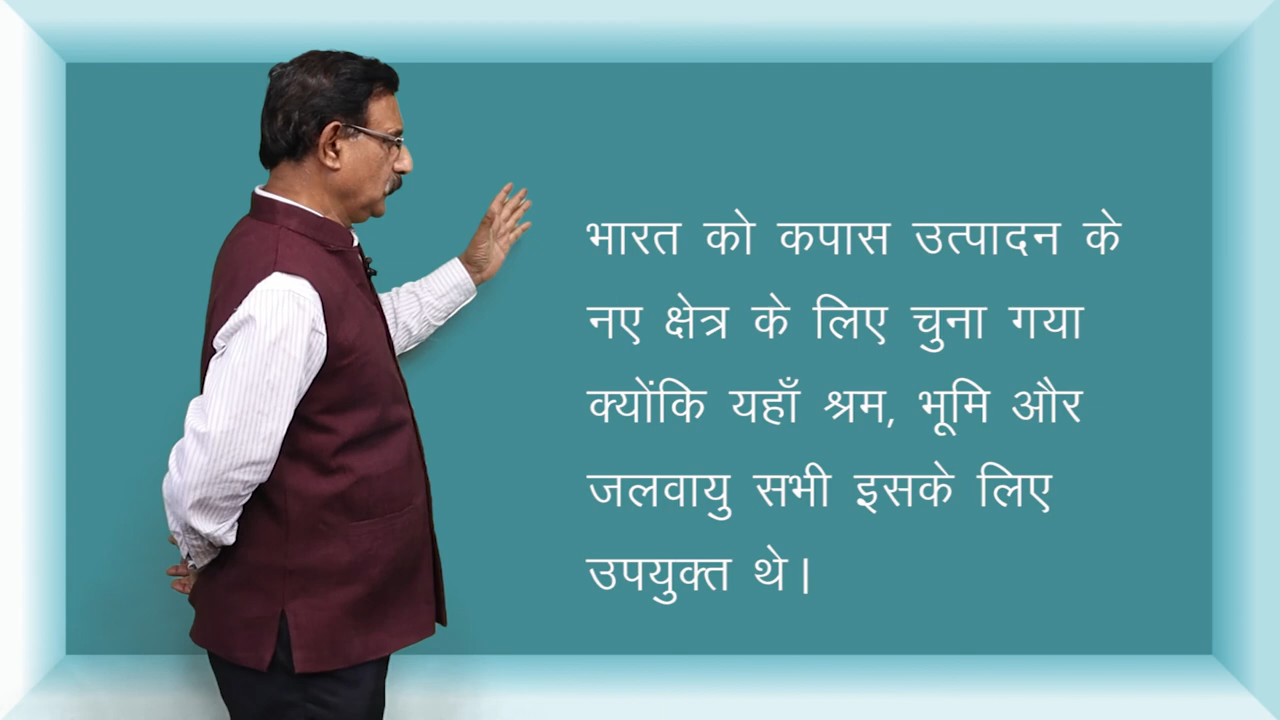 भारत को कपास उत्पादन के
नए क्षेत्र के लिए चुना गया
क्योंकि यहाँ श्रम, भूमि और
जलवायु सभी इसके लिए
उपयुक्त थे।